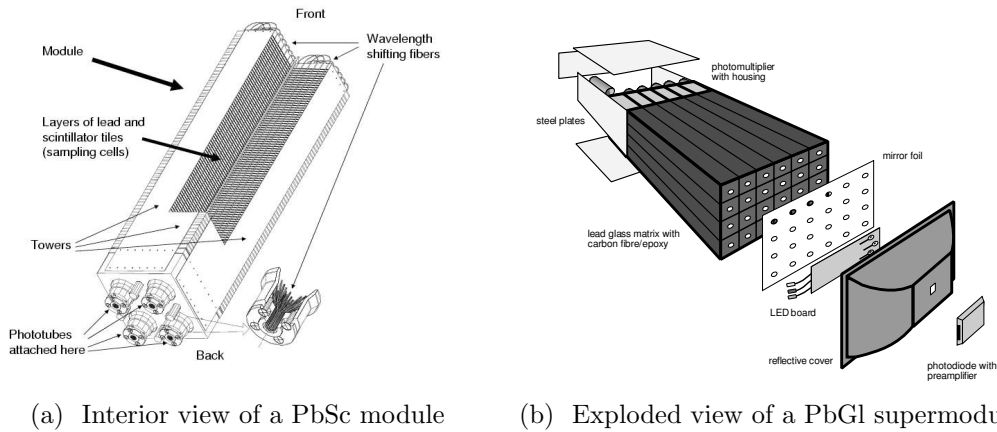 Front
Module
Wavelength
shifting fibers
Layers of lead and
scintillator tiles
(sampling cells)
Towers
Phototubes
attached here
Back
photomultiplier
with housing
steel plates
mirror foil
lead glass matrix with
carbon fibre/epoxy
LED board
reflective cover
photodiode with
preamplifier
(a) Interior view of a PbSc module
(b) Exploded view of a PbGl supermodu